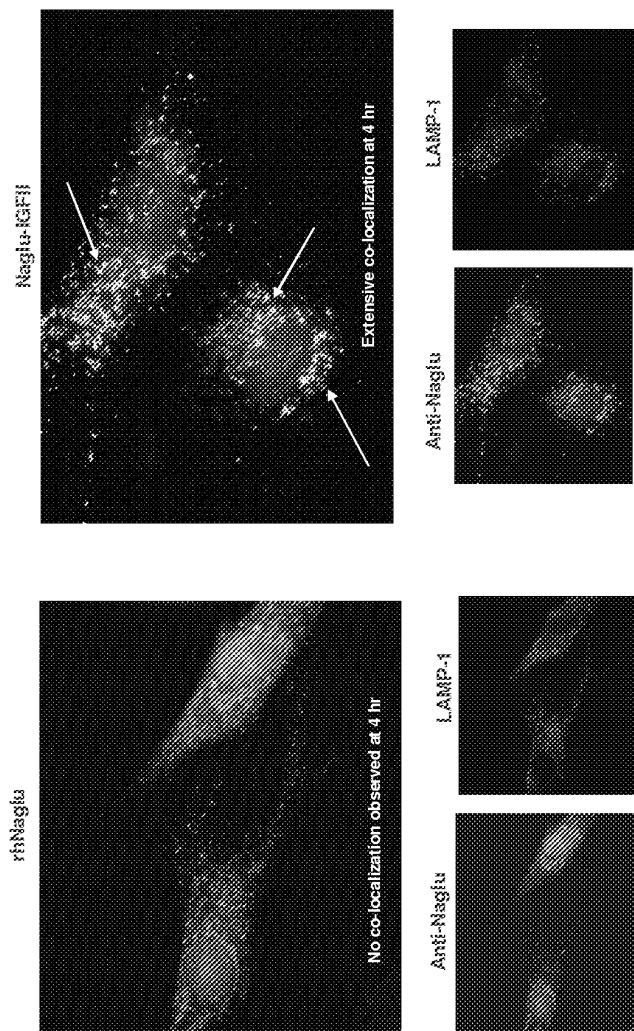 rhNaglu
No co-localization observed at 4 hr
Anti-Naglu
LAMP-1
Naglu-IGFII
Extensive co-localization at 4 hr
Anti-Naglu
LAMP-1